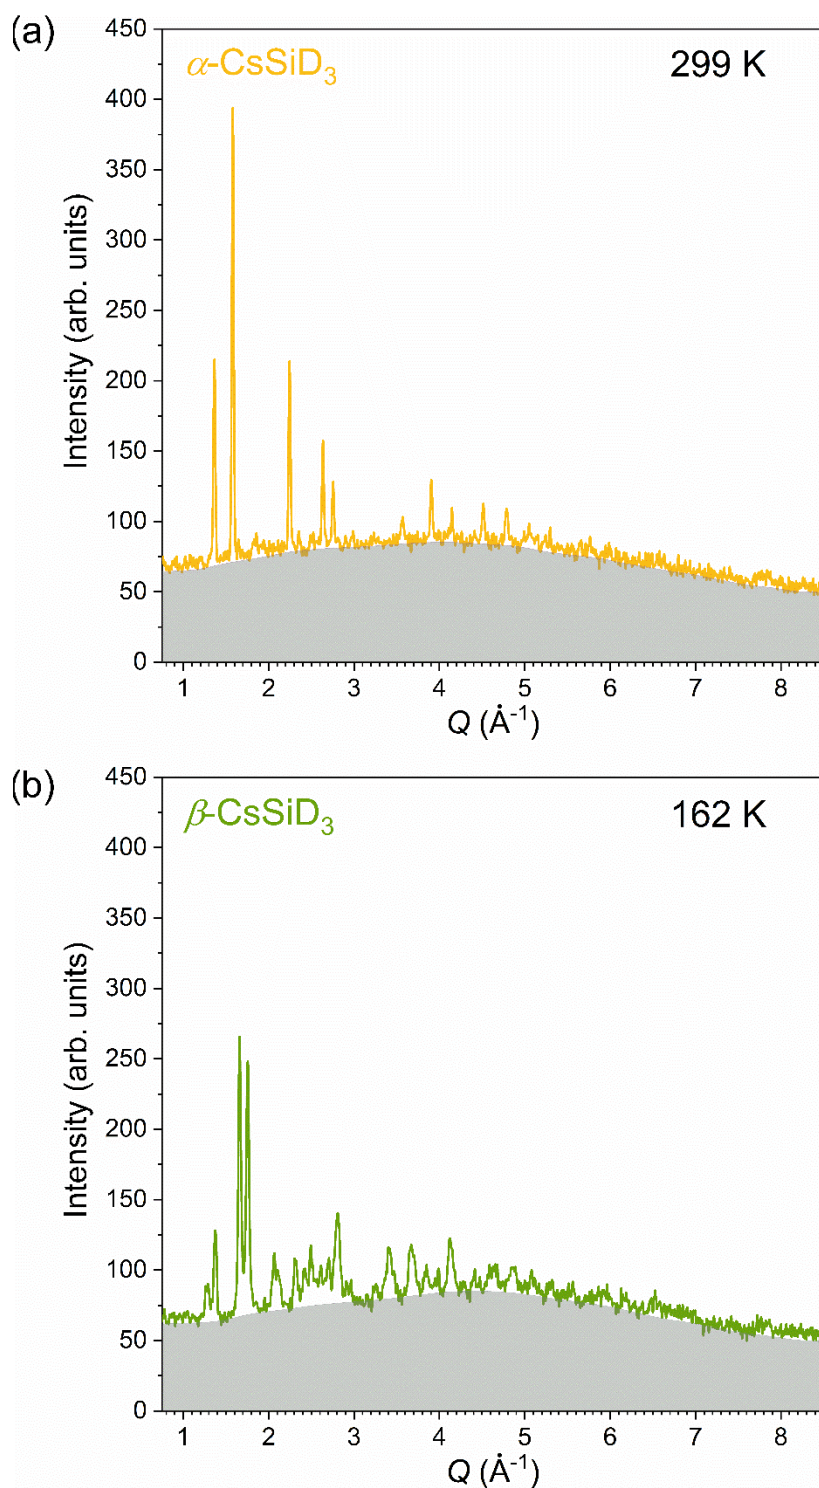 (a)
α-CsSiD₃
299 K
Intensity (arb. units)
450
400
350
300
250
200
150
100
50
0
1 2 3 4 5 6 7 8
Q (Å⁻¹)
(b)
β-CsSiD₃
162 K
Intensity (arb. units)
450
400
350
300
250
200
150
100
50
0
1 2 3 4 5 6 7 8
Q (Å⁻¹)